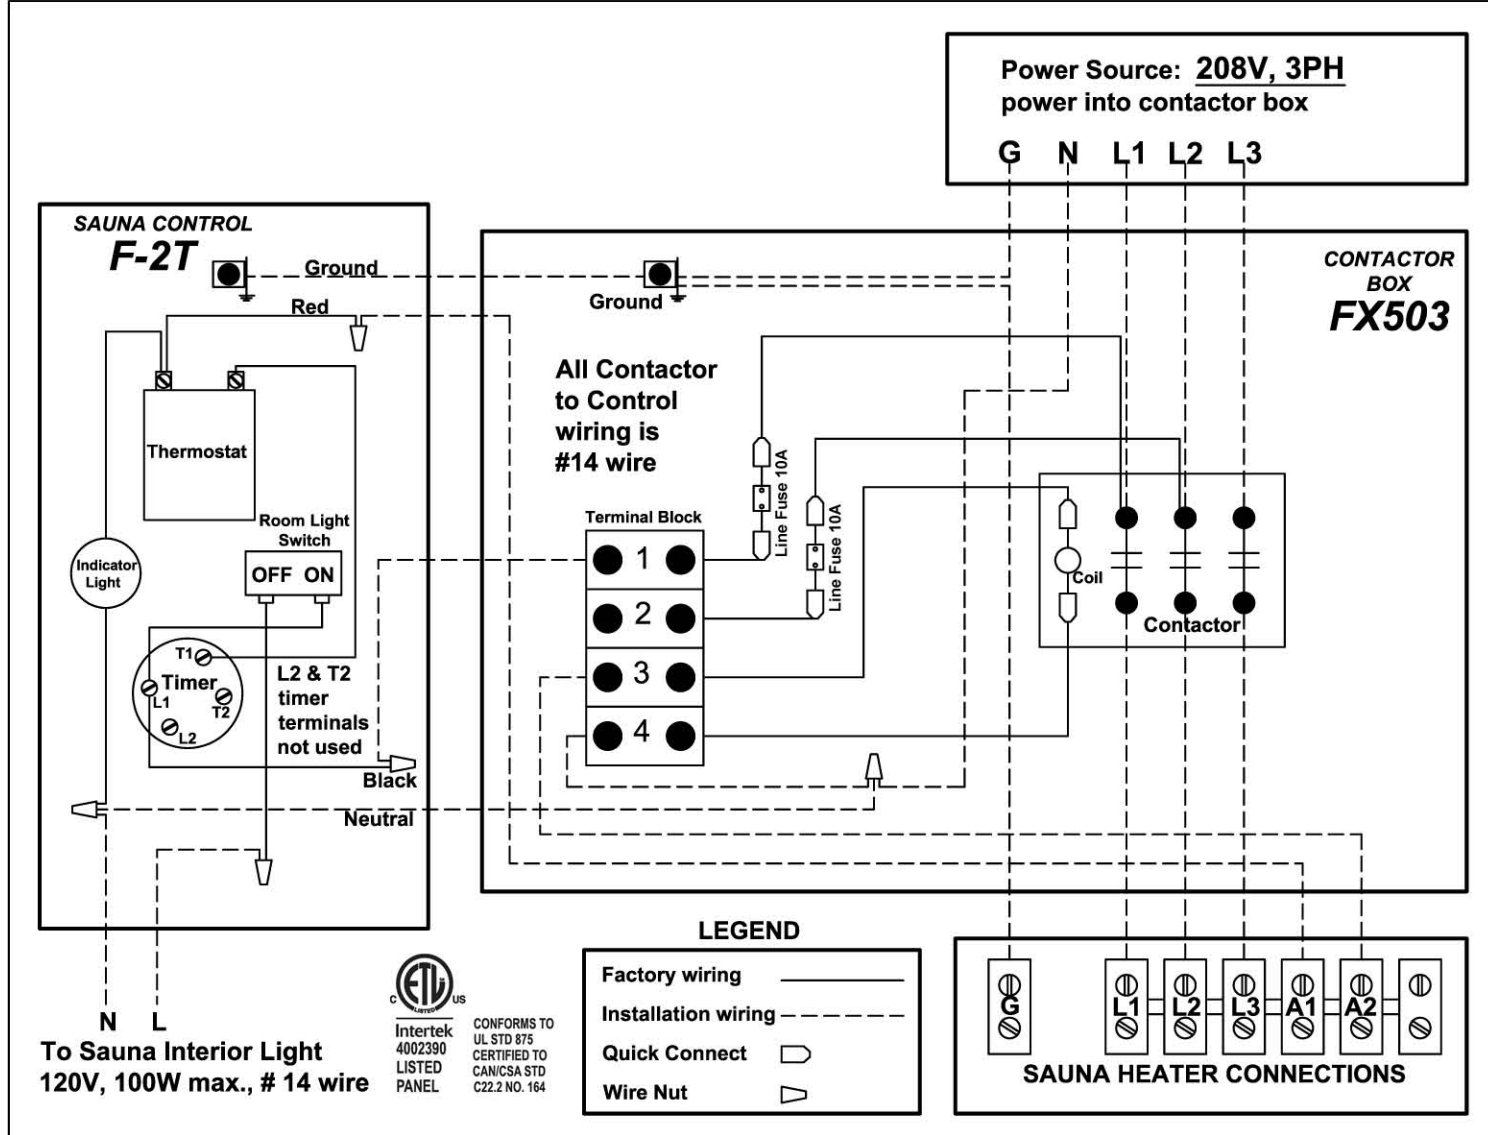 Power Source: 208V, 3PH
power into contactor box
G N L1 L2 L3
SAUNA CONTROL
F-2T
Ground
Red
Ground
CONTACTOR
BOX
FX503
All Contactor
to Control
wiring is
#14 wire
Thermostat
Line Fuse 10A
Line Fuse 10A
Room Light
Switch
OFF ON
Indicator
Light
Terminal Block
1
2
3
4
Coil
Contactor
T1
Timer
L1
T2
L2
L2 & T2
timer
terminals
not used
Black
Neutral
N L
To Sauna Interior Light
120V, 100W max., # 14 wire
C ETL US
LISTED
Intertek
4002390
LISTED
PANEL
CONFORMS TO
UL STD 875
CERTIFIED TO
CAN/CSA STD
C22.2 NO. 164
LEGEND
Factory wiring
Installation wiring
Quick Connect
Wire Nut
G L1 L2 L3 A1 A2
SAUNA HEATER CONNECTIONS